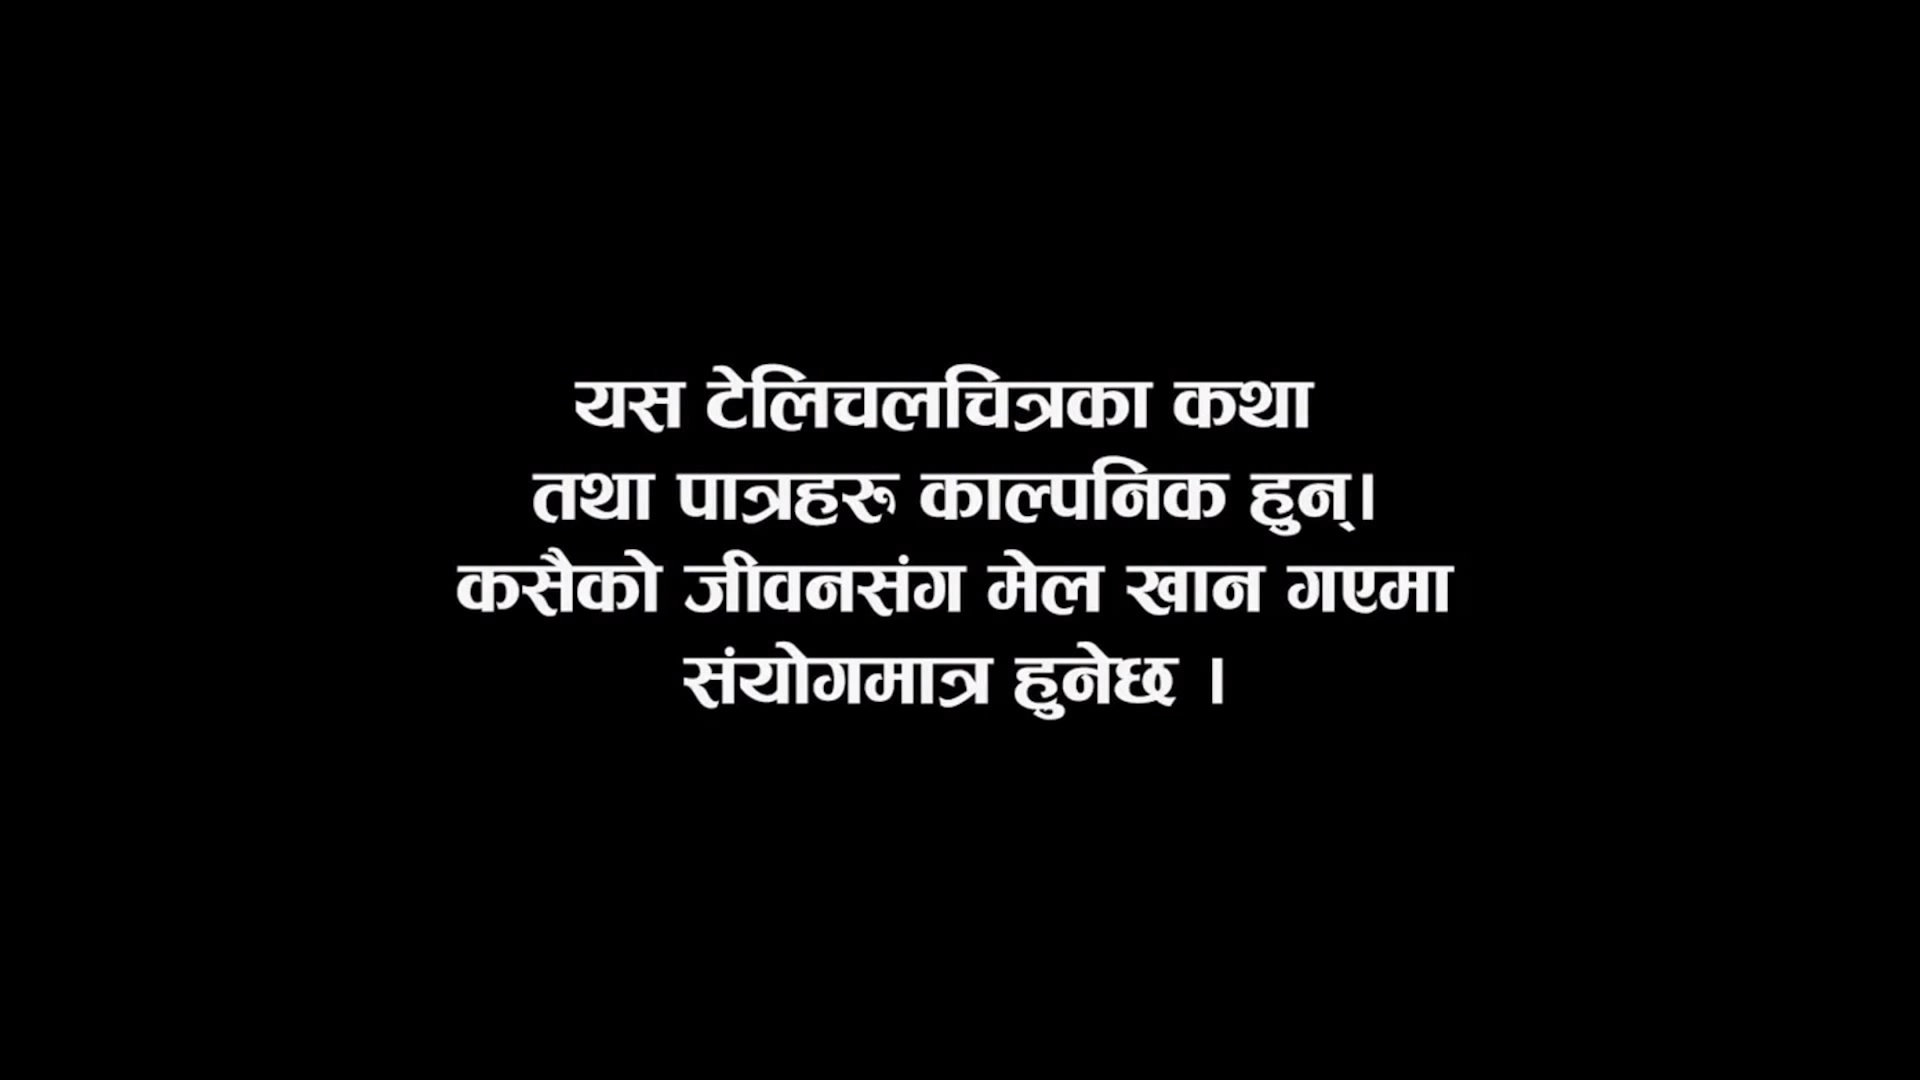 यस टेलिचलचित्रका कथा
तथा पात्रहरु काल्पनिक हुन्।
कसैको जीवनसंग मेल खान गएमा
संयोगमात्र हुनेछ ।